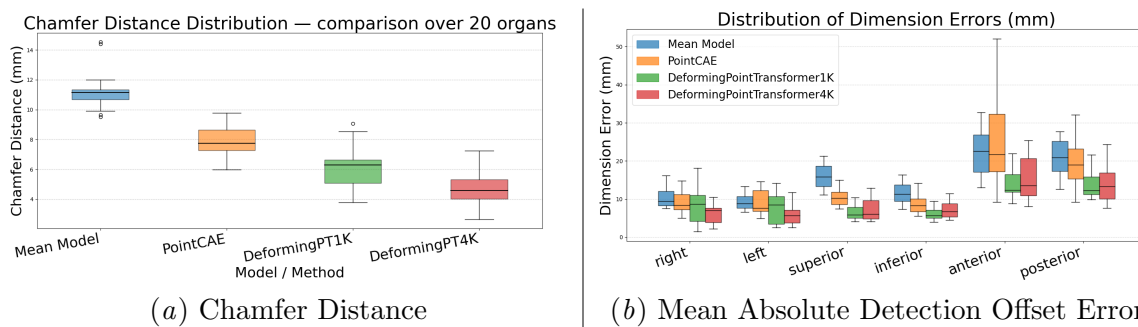 Chamfer Distance Distribution — comparison over 20 organs
Chamfer Distance (mm)
14
12
10
8
6
4
Mean Model
PointCAE
DeformingPT1K
DeformingPT4K
Model / Method
(a) Chamfer Distance
Distribution of Dimension Errors (mm)
Dimension Error (mm)
50
40
30
20
10
0
Mean Model
PointCAE
DeformingPointTransformer1K
DeformingPointTransformer4K
right
left
superior
inferior
anterior
posterior
(b) Mean Absolute Detection Offset Error